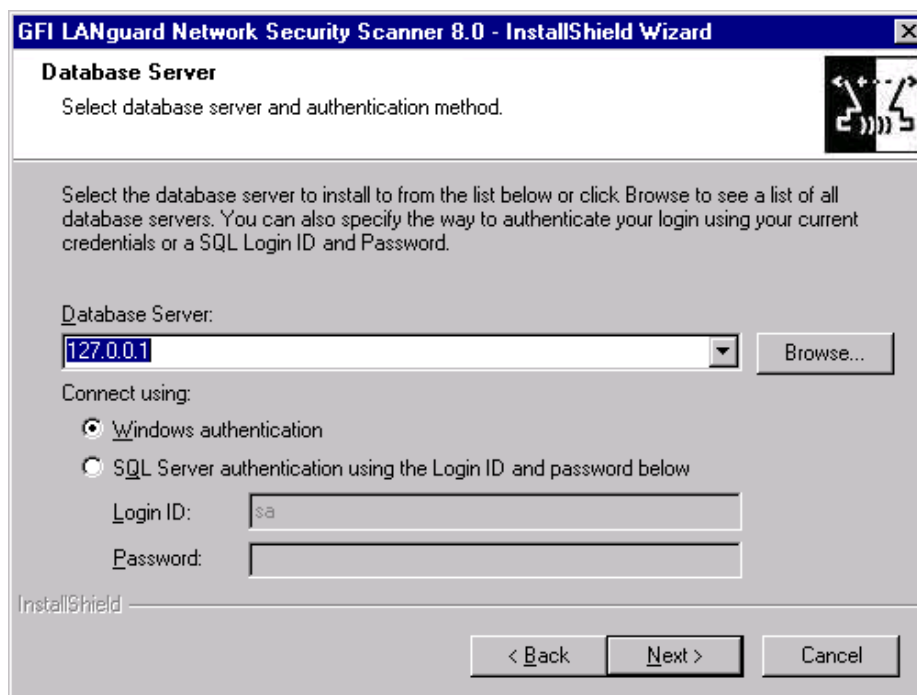 GFI LANguard Network Security Scanner 8.0 - InstallShield Wizard
Database Server
Select database server and authentication method.
Select the database server to install to from the list below or click Browse to see a list of all
database servers. You can also specify the way to authenticate your login using your current
credentials or a SQL Login ID and Password.
Database Server:
127.0.0.1
Browse...
Connect using:
Windows authentication
SQL Server authentication using the Login ID and password below
Login ID:
sa
Password:
InstallShield
< Back
Next >
Cancel